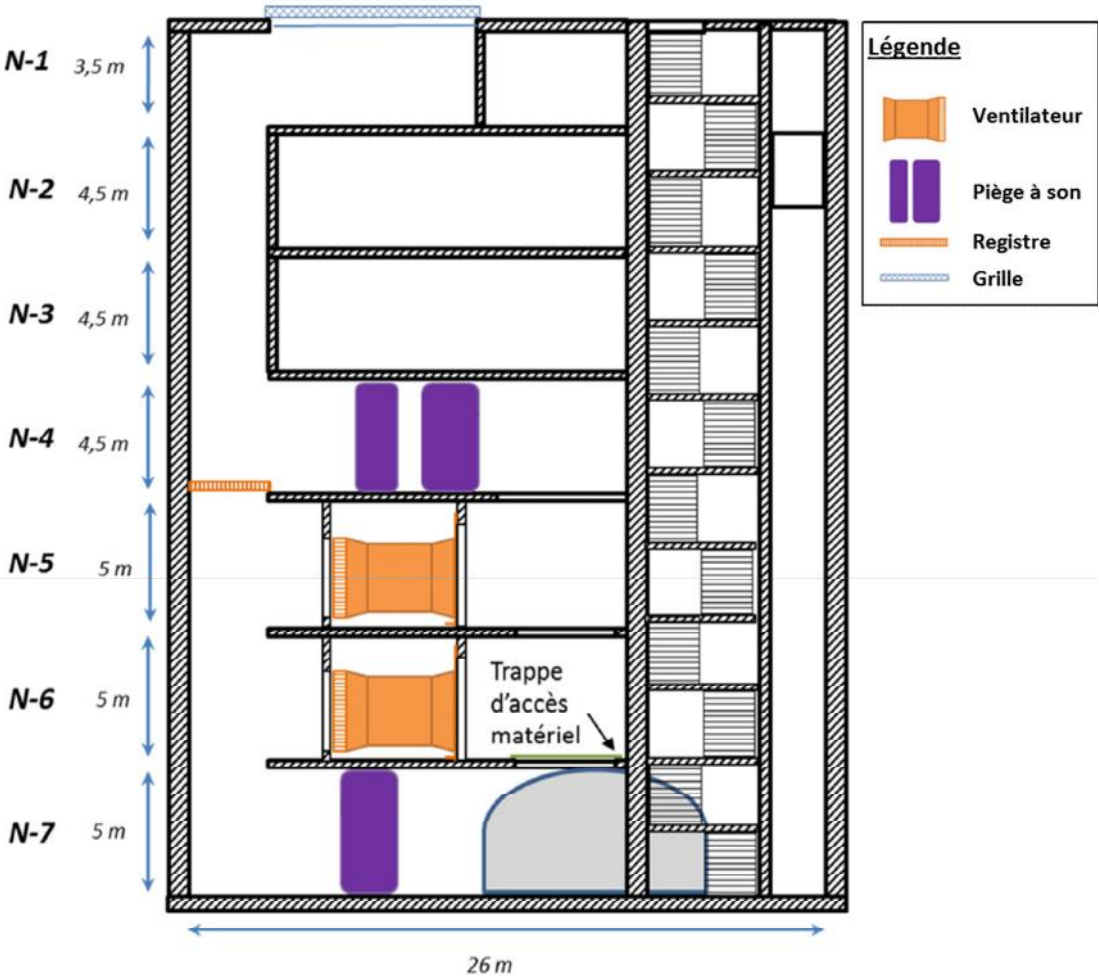 N-1 3,5 m
N-2 4,5 m
N-3 4,5 m
N-4 4,5 m
N-5 5 m
N-6 5 m
N-7 5 m
Trappe
d'accès
matériel
26 m
Légende
Ventilateur
Piège à son
Registre
Grille